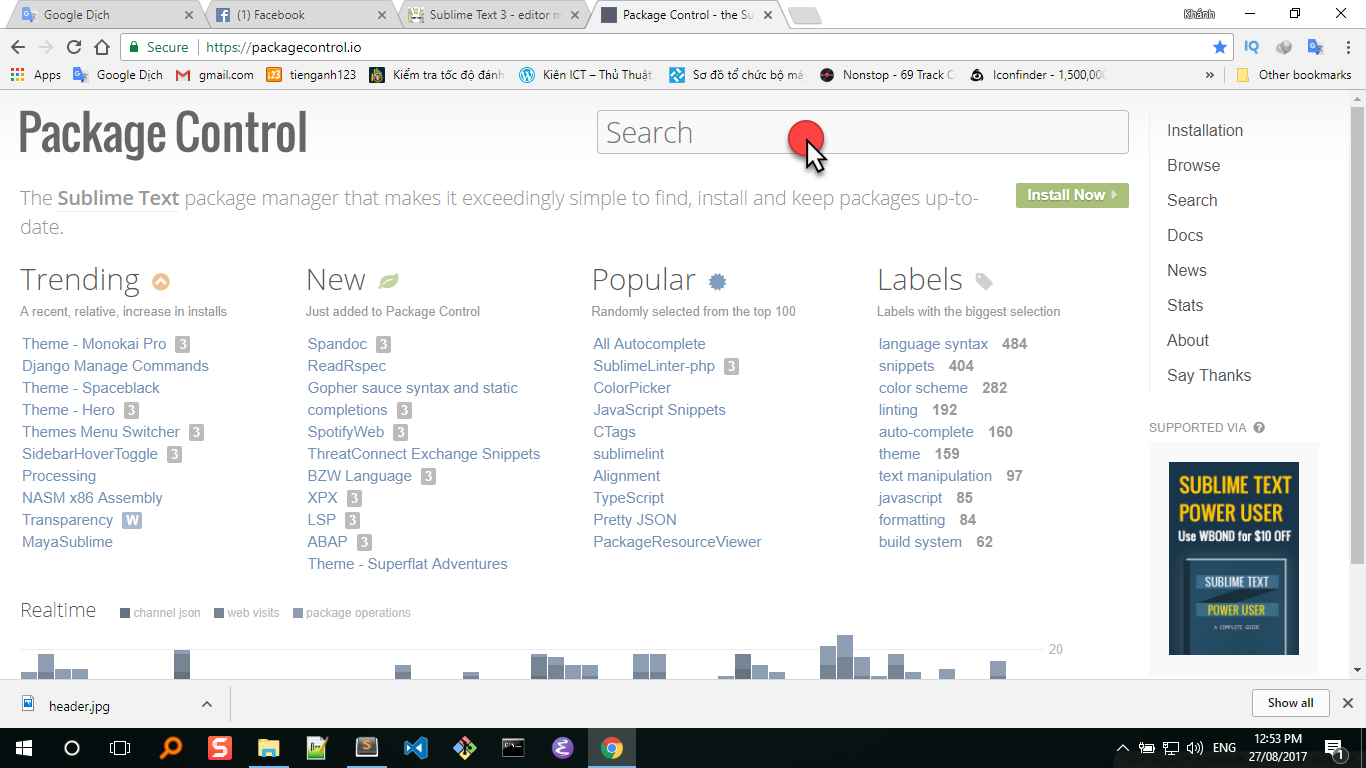 Google Dịch
(1) Facebook
Sublime Text 3 - editor m
Package Control - the Su
Khánh
Secure
https://packagecontrol.io
IQ
Apps
Google Dịch
gmail.com
tienganh123
Kiểm tra tốc độ đánh
Kiên ICT – Thủ Thuật
Sơ đồ tổ chức bộ má
Nonstop - 69 Track C
Iconfinder - 1,500,000
»
Other bookmarks
Package Control
Search
The Sublime Text package manager that makes it exceedingly simple to find, install and keep packages up-to-
date.
Install Now
Trending
A recent, relative, increase in installs
Theme - Monokai Pro 3
Django Manage Commands
Theme - Spaceblack
Theme - Hero 3
Themes Menu Switcher 3
SidebarHoverToggle 3
Processing
NASM x86 Assembly
Transparency W
MayaSublime
New
Just added to Package Control
Spandoc 3
ReadRspec
Gopher sauce syntax and static
completions 3
SpotifyWeb 3
ThreatConnect Exchange Snippets
BZW Language 3
XPX 3
LSP 3
ABAP 3
Theme - Superflat Adventures
Popular
Randomly selected from the top 100
All Autocomplete
SublimeLinter-php 3
ColorPicker
JavaScript Snippets
CTags
sublimelint
Alignment
TypeScript
Pretty JSON
PackageResourceViewer
Labels
Labels with the biggest selection
language syntax 484
snippets 404
color scheme 282
linting 192
auto-complete 160
theme 159
text manipulation 97
javascript 85
formatting 84
build system 62
Installation
Browse
Search
Docs
News
Stats
About
Say Thanks
SUPPORTED VIA ?
SUBLIME TEXT
POWER USER
Use WBOND for $10 OFF
SUBLIME TEXT
POWER USER
A COMPLETE GUIDE
Realtime
channel json
web visits
package operations
20
header.jpg
Show all
ENG
12:53 PM
27/08/2017
1